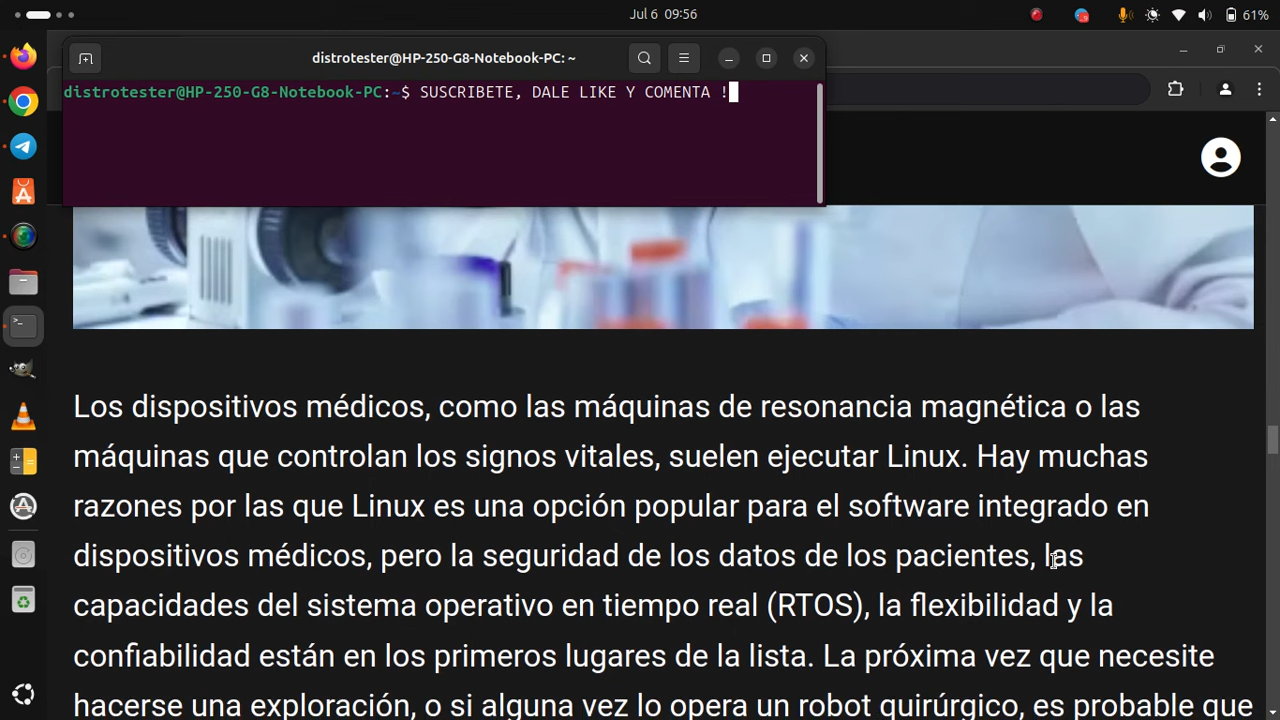 Jul 6 09:56
61%
distrotester@HP-250-G8-Notebook-PC: ~
distrotester@HP-250-G8-Notebook-PC:~$ SUSCRIBETE, DALE LIKE Y COMENTA !
Los dispositivos médicos, como las máquinas de resonancia magnética o las
máquinas que controlan los signos vitales, suelen ejecutar Linux. Hay muchas
razones por las que Linux es una opción popular para el software integrado en
dispositivos médicos, pero la seguridad de los datos de los pacientes, las
capacidades del sistema operativo en tiempo real (RTOS), la flexibilidad y la
confiabilidad están en los primeros lugares de la lista. La próxima vez que necesite
hacerse una exploración, o si alguna vez lo opera un robot quirúrgico, es probable que